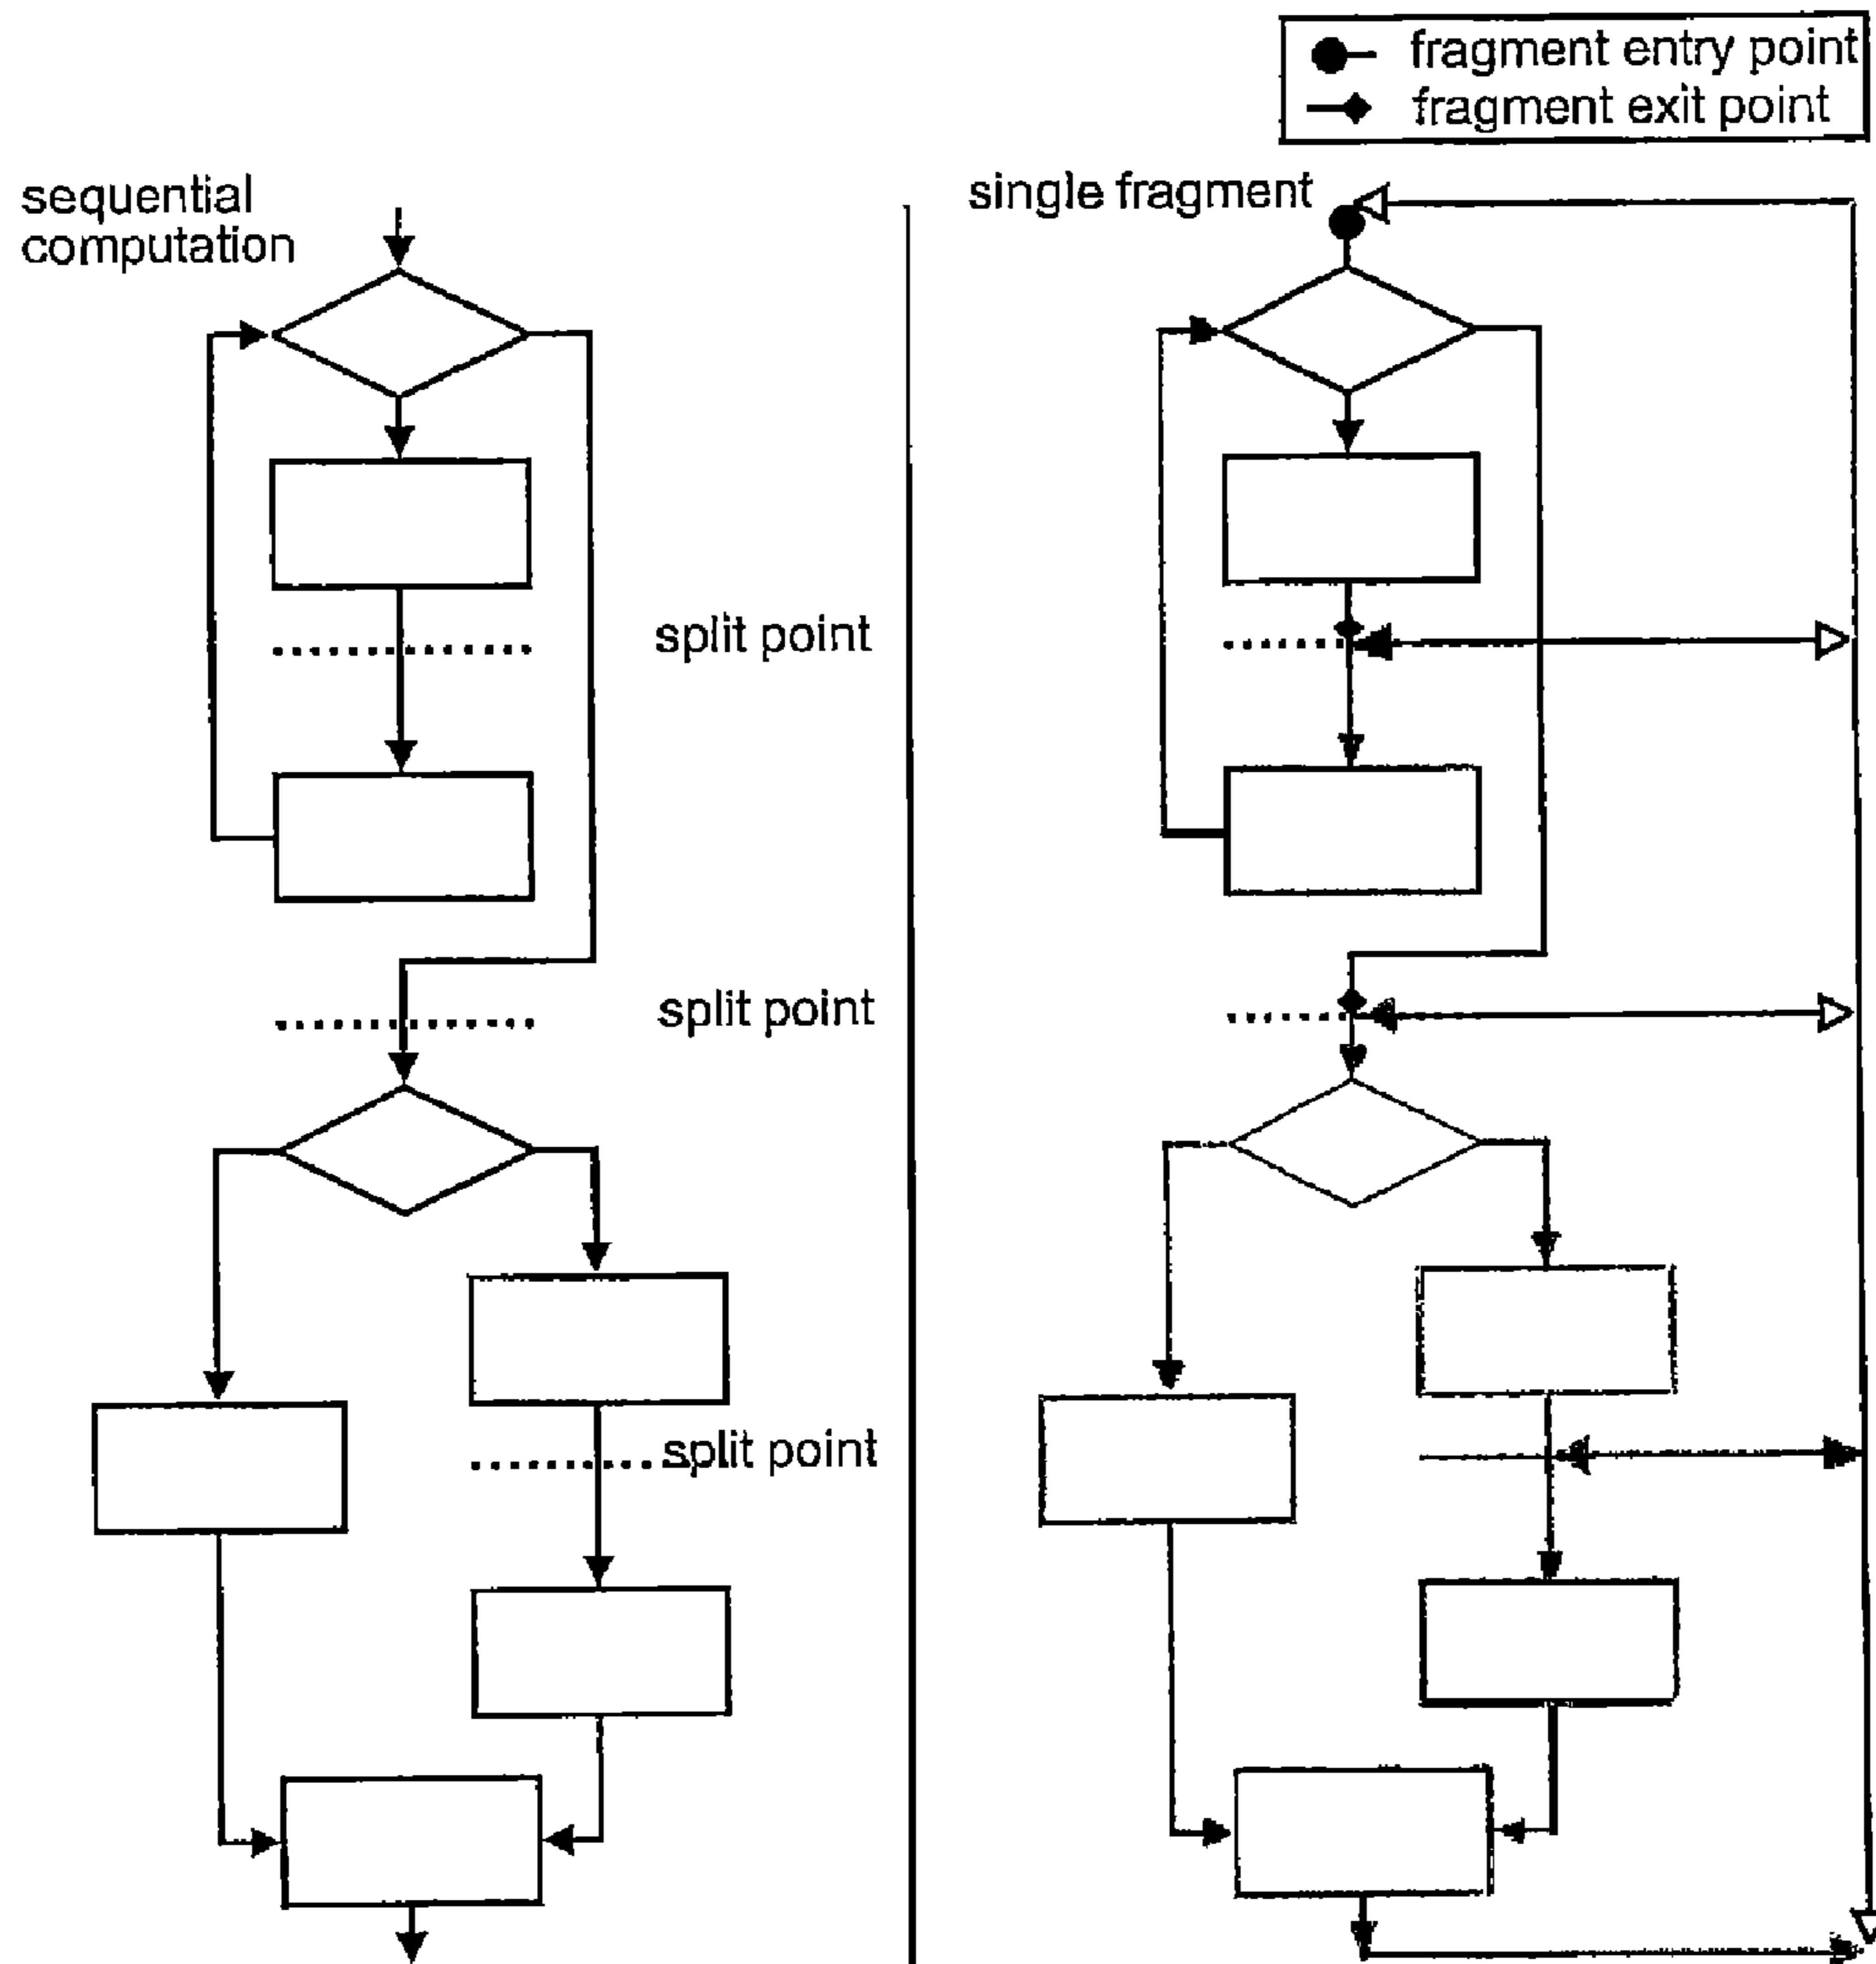 fragment entry point
fragment exit point
sequential
computation
single fragment
split point
split point
split point